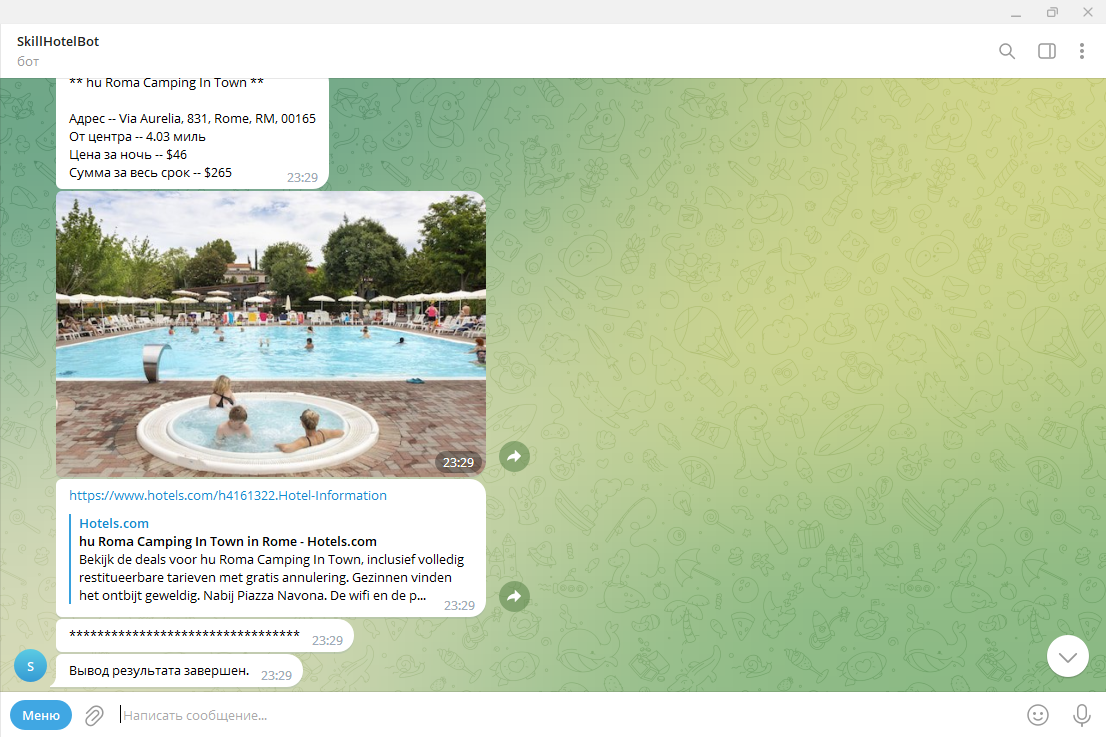 SkillHotelBot
бот
** hu Roma Camping In Town **
Адрес -- Via Aurelia, 831, Rome, RM, 00165
От центра -- 4.03 миль
Цена за ночь -- $46
Сумма за весь срок -- $265
23:29
23:29
https://www.hotels.com/h4161322.Hotel-Information
Hotels.com
hu Roma Camping In Town in Rome - Hotels.com
Bekijk de deals voor hu Roma Camping In Town, inclusief volledig
restitueerbare tarieven met gratis annulering. Gezinnen vinden
het ontbijt geweldig. Nabij Piazza Navona. De wifi en de p...
23:29
********************************* 23:29
S
Вывод результата завершен. 23:29
Меню
Написать сообщение...